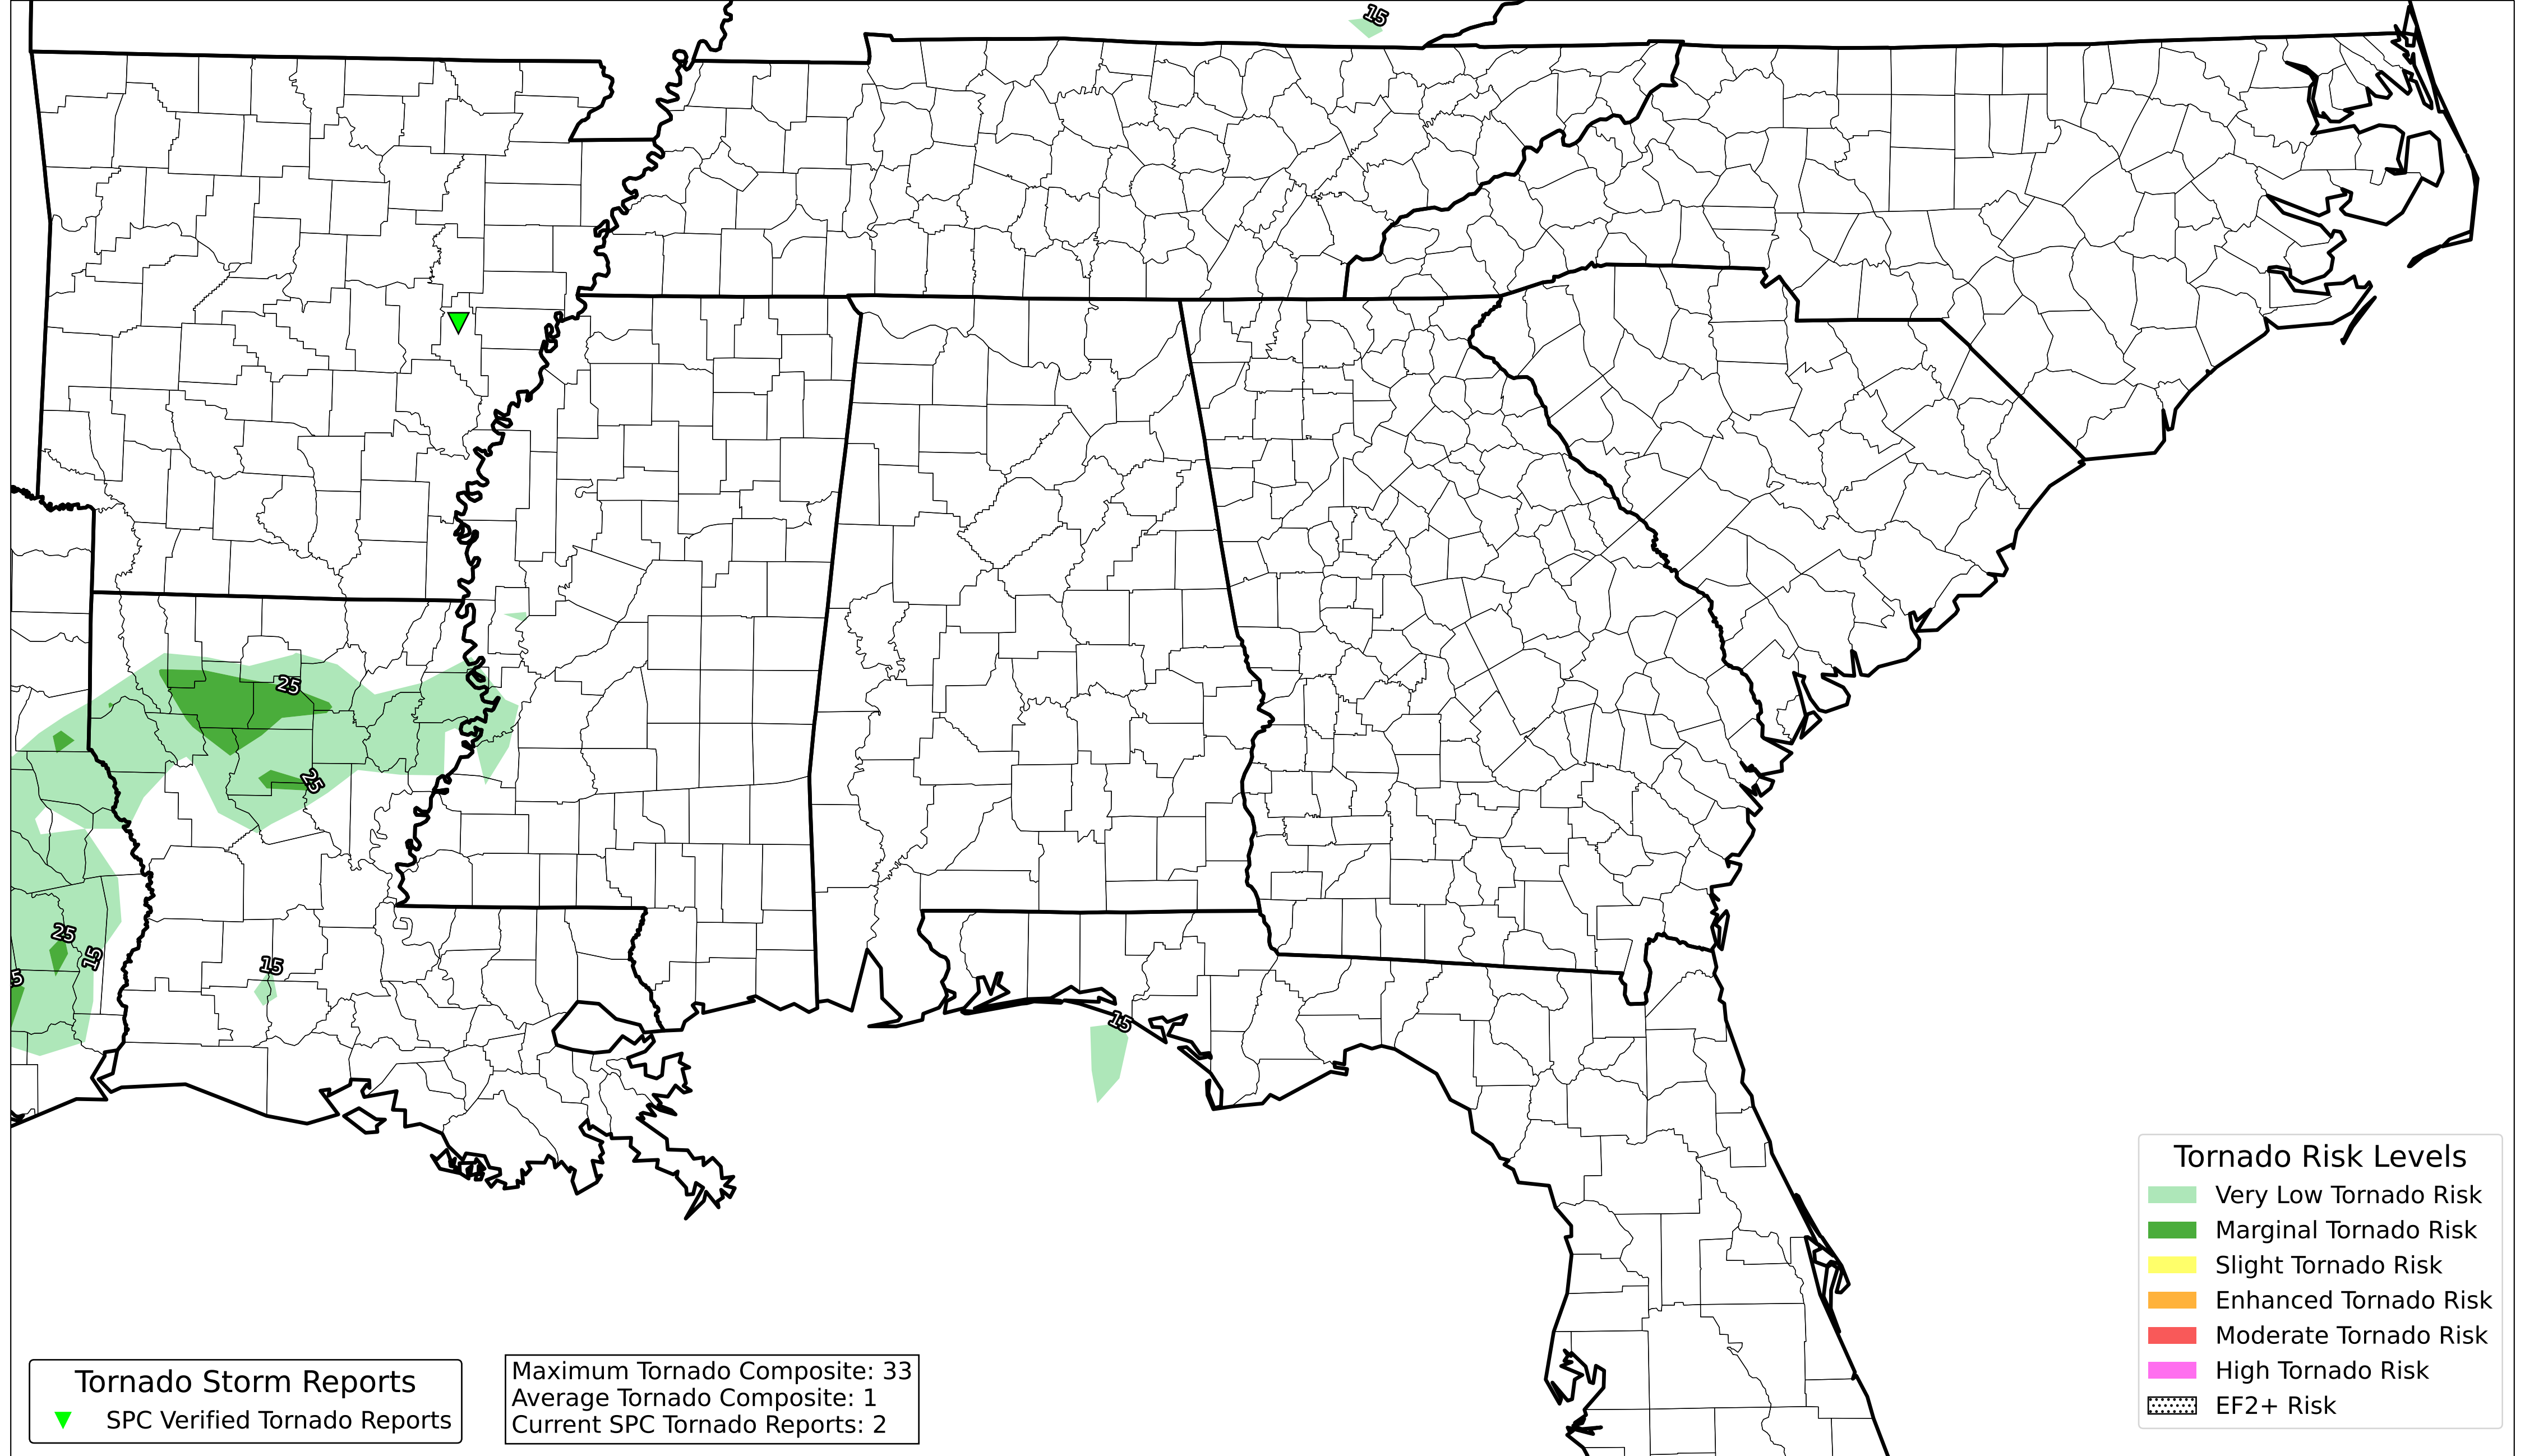 15
25
25
25
15
15
5
15
Tornado Risk Levels
Very Low Tornado Risk
Marginal Tornado Risk
Slight Tornado Risk
Enhanced Tornado Risk
Moderate Tornado Risk
High Tornado Risk
EF2+ Risk
Tornado Storm Reports
SPC Verified Tornado Reports
Maximum Tornado Composite: 33
Average Tornado Composite: 1
Current SPC Tornado Reports: 2